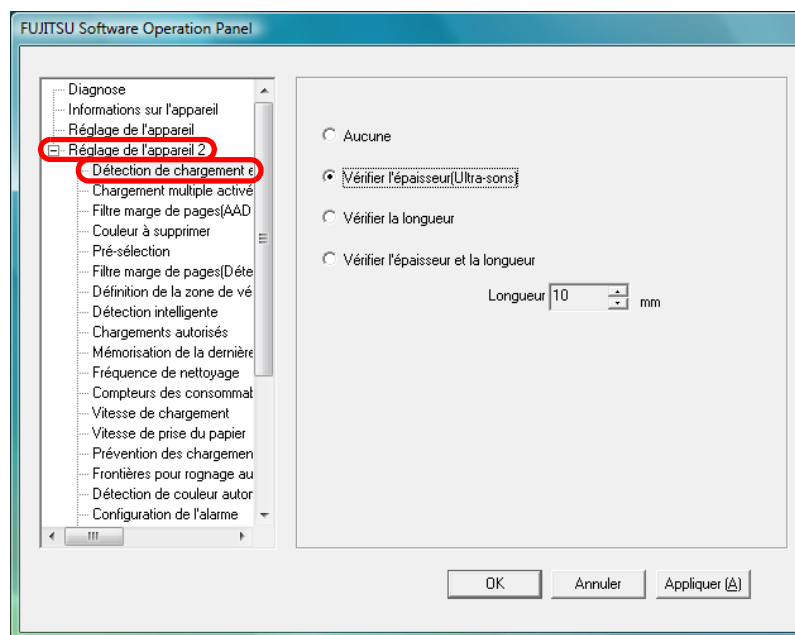 FUJITSU Software Operation Panel
Diagnose
Informations sur l'appareil
Réglage de l'appareil
Réglage de l'appareil 2
Détection de chargement e
Chargement multiple activé
Filtre marge de pages(AAD
Couleur à supprimer
Pré-sélection
Filtre marge de pages(Déte
Définition de la zone de vé
Détection intelligente
Chargements autorisés
Mémorisation de la dernière
Fréquence de nettoyage
Compteurs des consommat
Vitesse de chargement
Vitesse de prise du papier
Prévention des chargemen
Frontières pour rognage au
Détection de couleur autor
Configuration de l'alarme
Aucune
Vérifier l'épaisseur(Ultra-sons)
Vérifier la longueur
Vérifier l'épaisseur et la longueur
Longueur 10 mm
OK Annuler Appliquer (A)